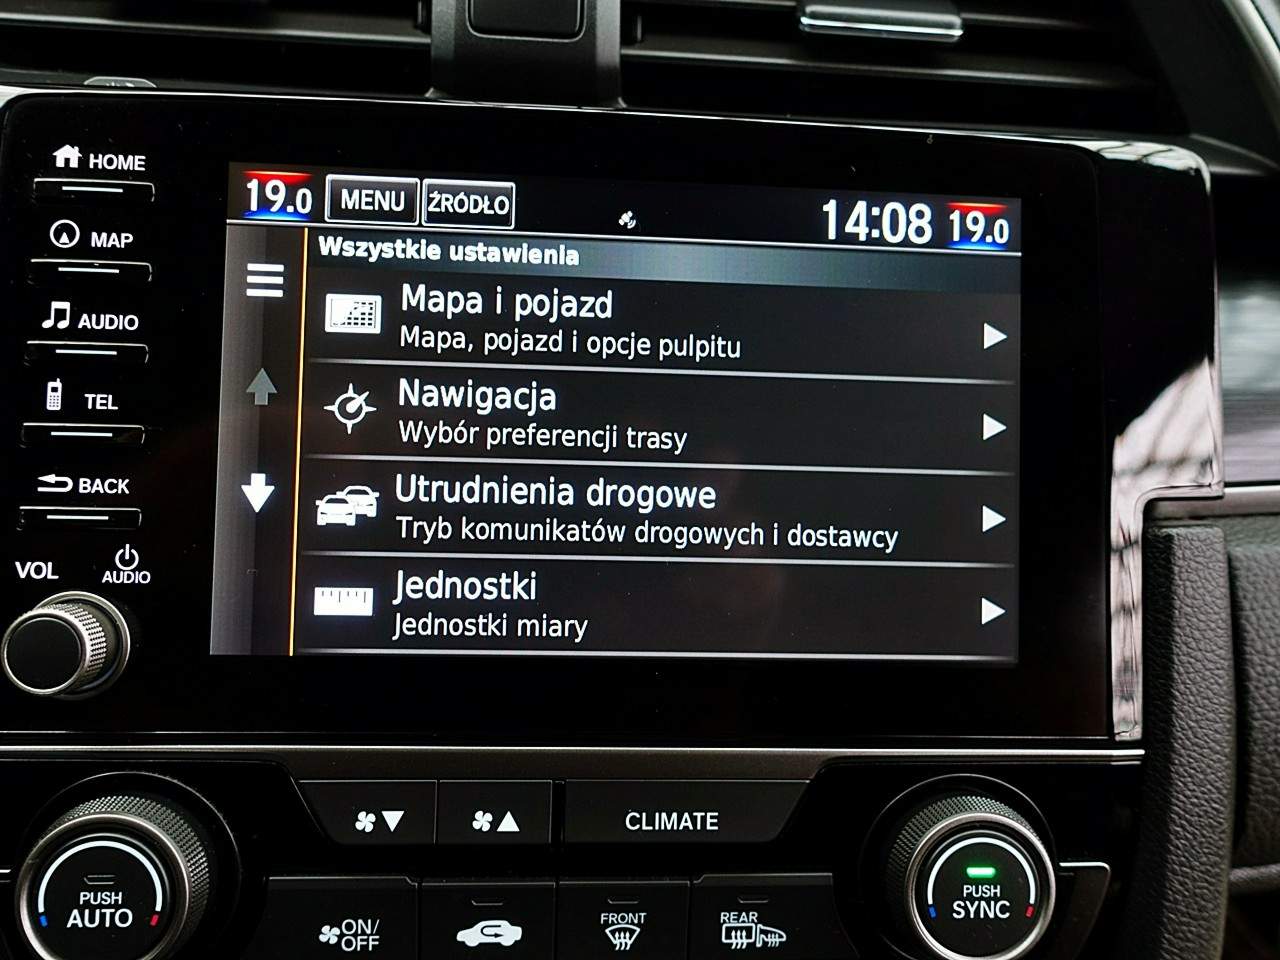 HOME
MAP
AUDIO
TEL
BACK
VOL
AUDIO
19.0 MENU ŹRÓDŁO 14:08 19.0
Wszystkie ustawienia
Mapa i pojazd
Mapa, pojazd i opcje pulpitu
Nawigacja
Wybór preferencji trasy
Utrudnienia drogowe
Tryb komunikatów drogowych i dostawcy
Jednostki
Jednostki miary
CLIMATE
PUSH
AUTO
ON/
OFF
FRONT
REAR
PUSH
SYNC